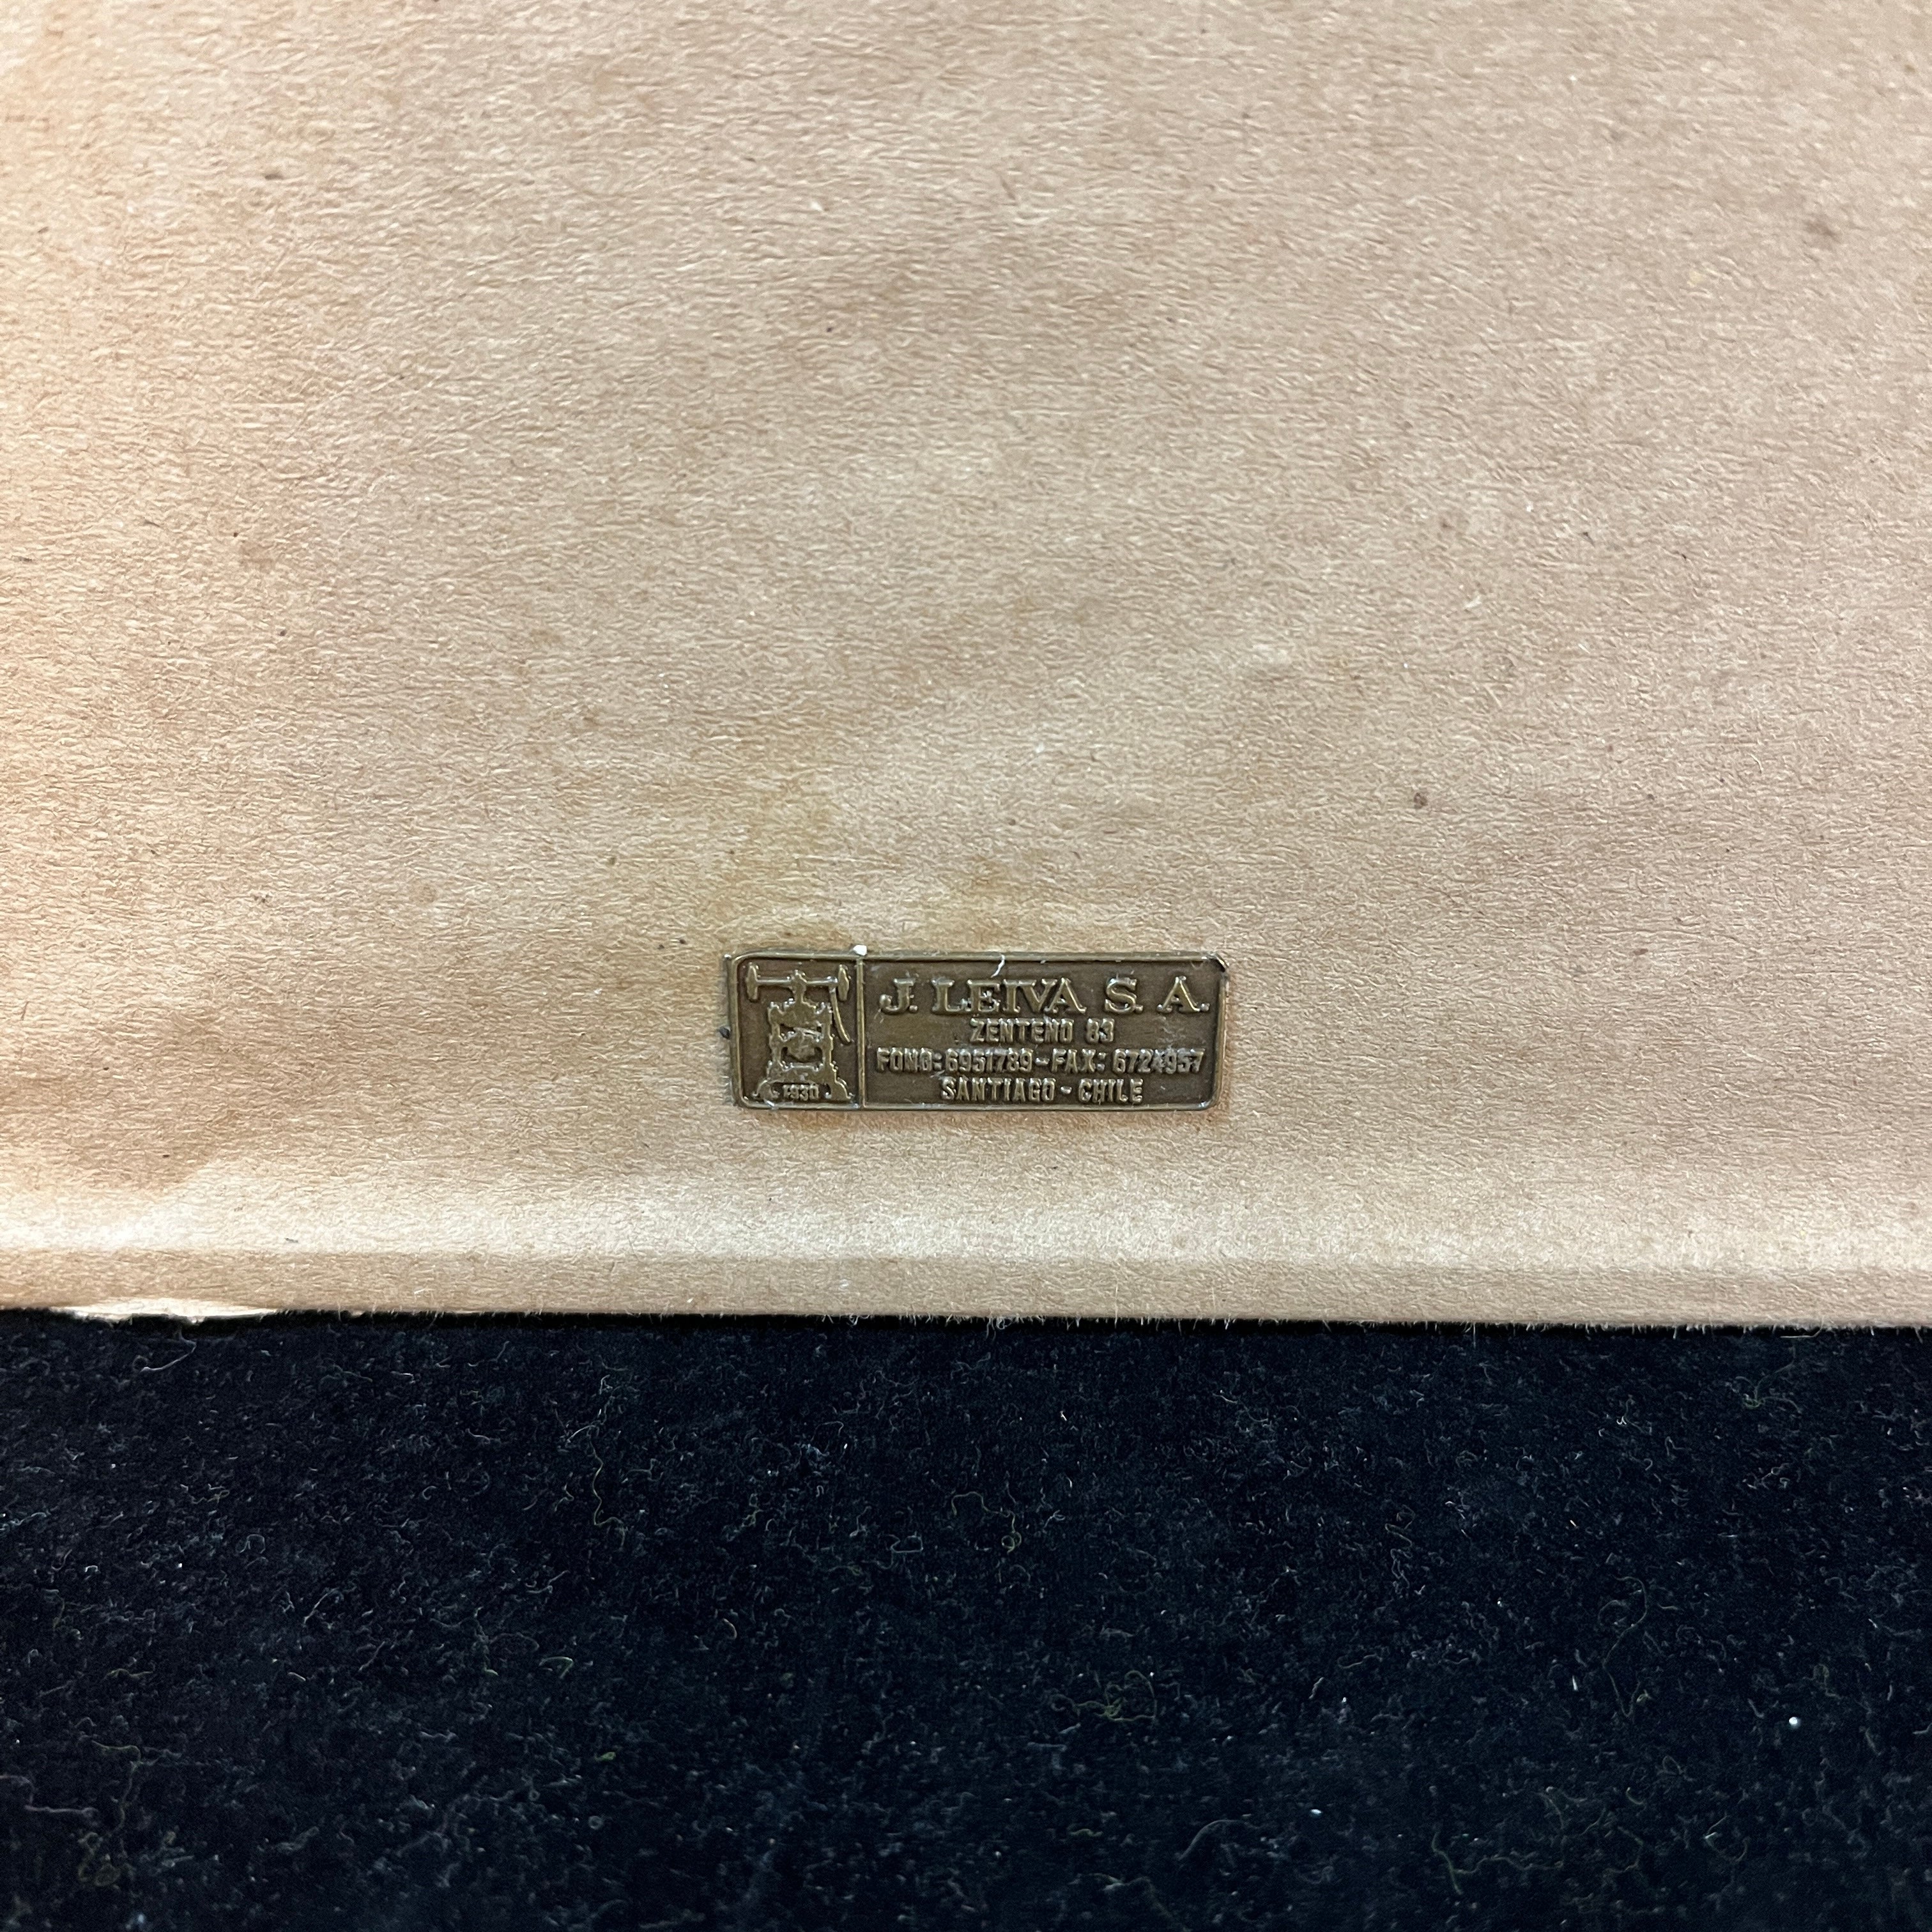 J. LEIVA S. A.
ZENTENO 83
FONO: 6951789 - FAX: 6724957
SANTIAGO - CHILE
1930